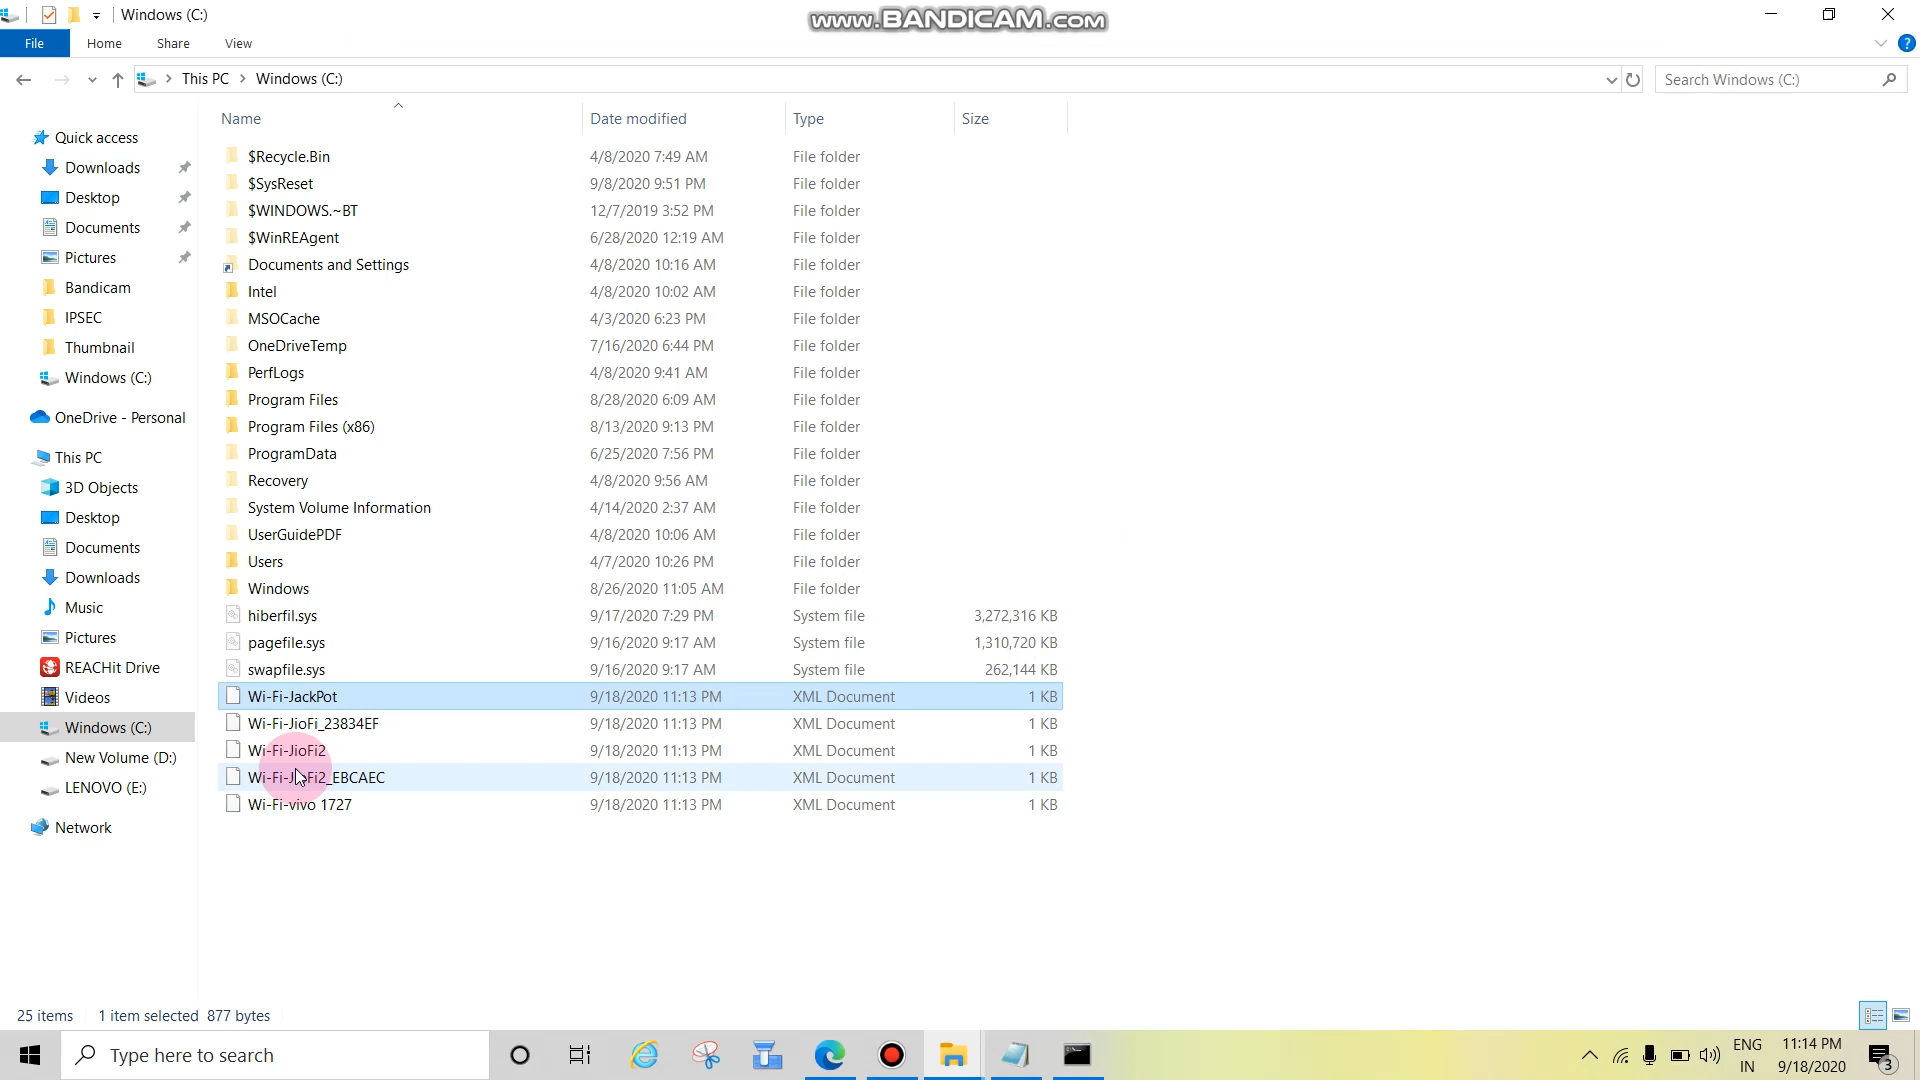 Windows (C:)
www.BANDICAM.com
File Home Share View
This PC Windows (C:)
Search Windows (C:)
Name Date modified Type Size
Quick access
Downloads
Desktop
Documents
Pictures
Bandicam
IPSEC
Thumbnail
Windows (C:)
OneDrive - Personal
This PC
3D Objects
Desktop
Documents
Downloads
Music
Pictures
REACHit Drive
Videos
Windows (C:)
New Volume (D:)
LENOVO (E:)
Network
$Recycle.Bin 4/8/2020 7:49 AM File folder
$SysReset 9/8/2020 9:51 PM File folder
$WINDOWS.~BT 12/7/2019 3:52 PM File folder
$WinREAgent 6/28/2020 12:19 AM File folder
Documents and Settings 4/8/2020 10:16 AM File folder
Intel 4/8/2020 10:02 AM File folder
MSOCache 4/3/2020 6:23 PM File folder
OneDriveTemp 7/16/2020 6:44 PM File folder
PerfLogs 4/8/2020 9:41 AM File folder
Program Files 8/28/2020 6:09 AM File folder
Program Files (x86) 8/13/2020 9:13 PM File folder
ProgramData 6/25/2020 7:56 PM File folder
Recovery 4/8/2020 9:56 AM File folder
System Volume Information 4/14/2020 2:37 AM File folder
UserGuidePDF 4/8/2020 10:06 AM File folder
Users 4/7/2020 10:26 PM File folder
Windows 8/26/2020 11:05 AM File folder
hiberfil.sys 9/17/2020 7:29 PM System file 3,272,316 KB
pagefile.sys 9/16/2020 9:17 AM System file 1,310,720 KB
swapfile.sys 9/16/2020 9:17 AM System file 262,144 KB
Wi-Fi-JackPot 9/18/2020 11:13 PM XML Document 1 KB
Wi-Fi-JioFi_23834EF 9/18/2020 11:13 PM XML Document 1 KB
Wi-Fi-JioFi2 9/18/2020 11:13 PM XML Document 1 KB
Wi-Fi-JioFi2_EBCAEC 9/18/2020 11:13 PM XML Document 1 KB
Wi-Fi-vivo 1727 9/18/2020 11:13 PM XML Document 1 KB
25 items 1 item selected 877 bytes
Type here to search
ENG
IN
11:14 PM
9/18/2020
3